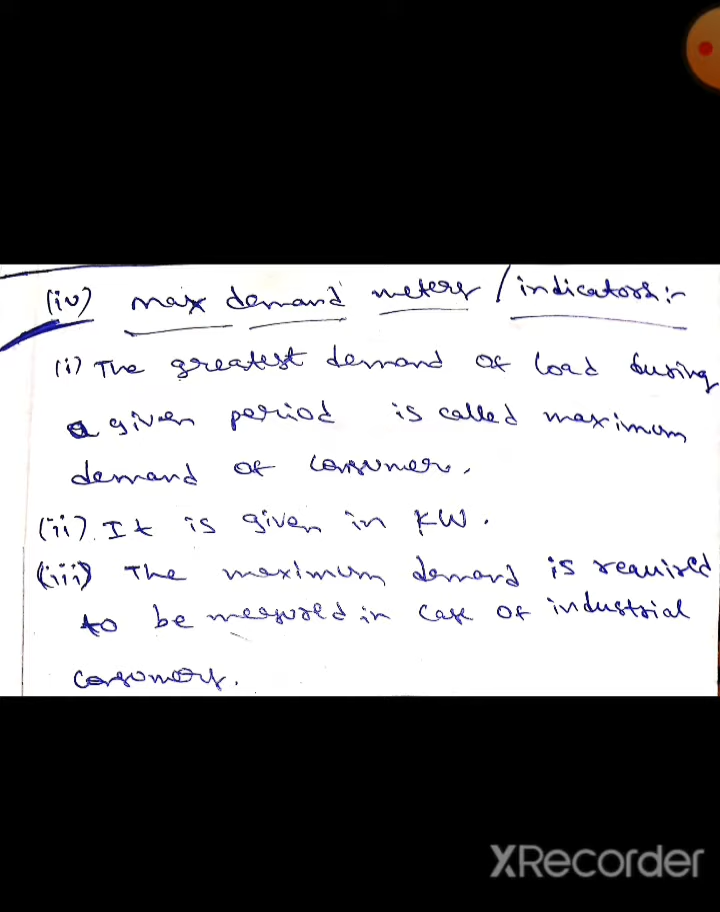 (iv) max demand meters / indicators :-
(i) The greatest demand of load during
a given period is called maximum
demand of consumer.
(ii). It is given in KW.
(iii) The maximum demand is required
to be measured in case of industrial
consumers.
XRecorder